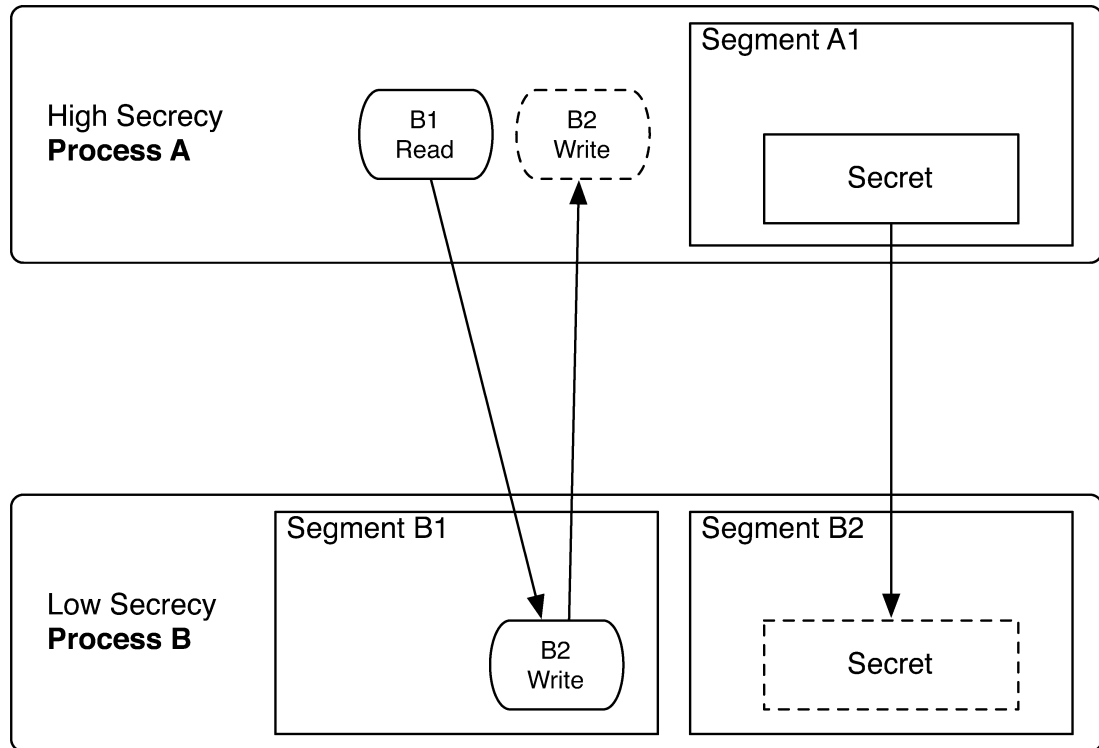 Segment A1
High Secrecy
Process A
B1
Read
B2
Write
Secret
Segment B1
Segment B2
Low Secrecy
Process B
B2
Write
Secret